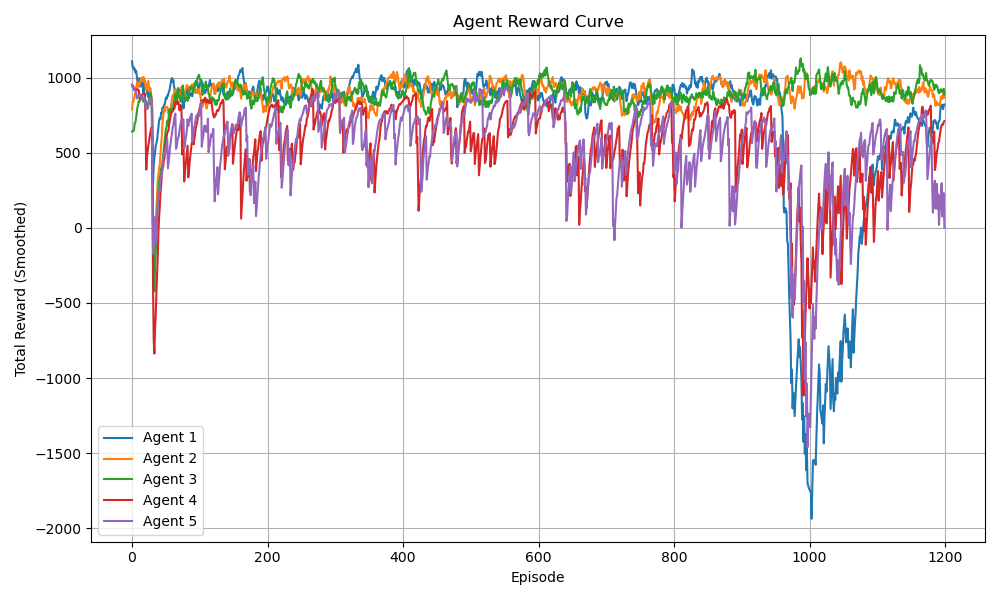 Agent Reward Curve
Total Reward (Smoothed)
1000
500
0
−500
−1000
−1500
−2000
Agent 1
Agent 2
Agent 3
Agent 4
Agent 5
0 200 400 600 800 1000 1200
Episode